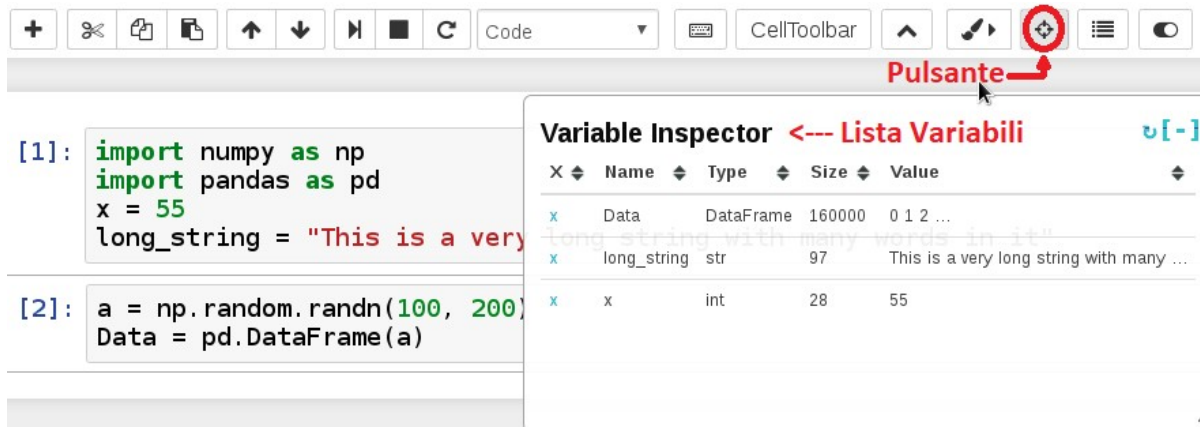 Code
CellToolbar
Pulsante
Variable Inspector <--- Lista Variabili
[-]
X Name Type Size Value
x Data DataFrame 160000 0 1 2 ...
x long_string str 97 This is a very long string with many ...
x x int 28 55
[1]: import numpy as np
import pandas as pd
x = 55
long_string = "This is a very long string with many words in it"
[2]: a = np.random.randn(100, 200)
Data = pd.DataFrame(a)